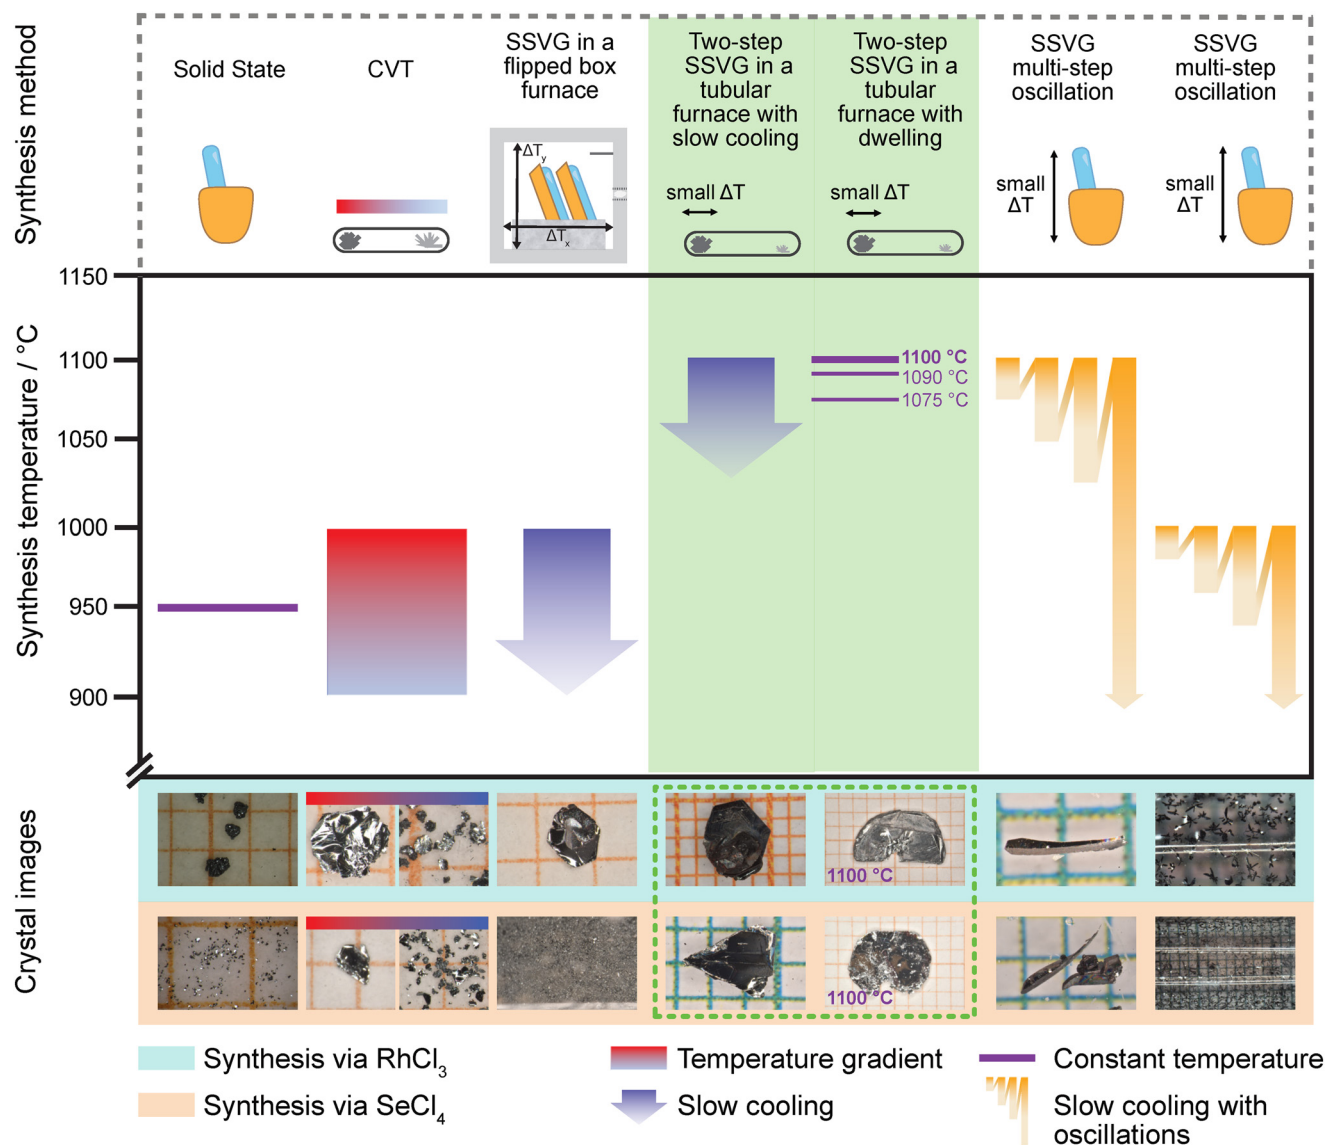 Synthesis method
Solid State
CVT
SSVG in a
flipped box
furnace
Two-step
SSVG in a
tubular
furnace with
slow cooling
Two-step
SSVG in a
tubular
furnace with
dwelling
SSVG
multi-step
oscillation
SSVG
multi-step
oscillation
ΔTy
ΔTx
small ΔT
small ΔT
small
ΔT
small
ΔT
Synthesis temperature / °C
1150
1100
1050
1000
950
900
1100 °C
1090 °C
1075 °C
Crystal images
1100 °C
1100 °C
Synthesis via RhCl3
Synthesis via SeCl4
Temperature gradient
Slow cooling
Constant temperature
Slow cooling with
oscillations